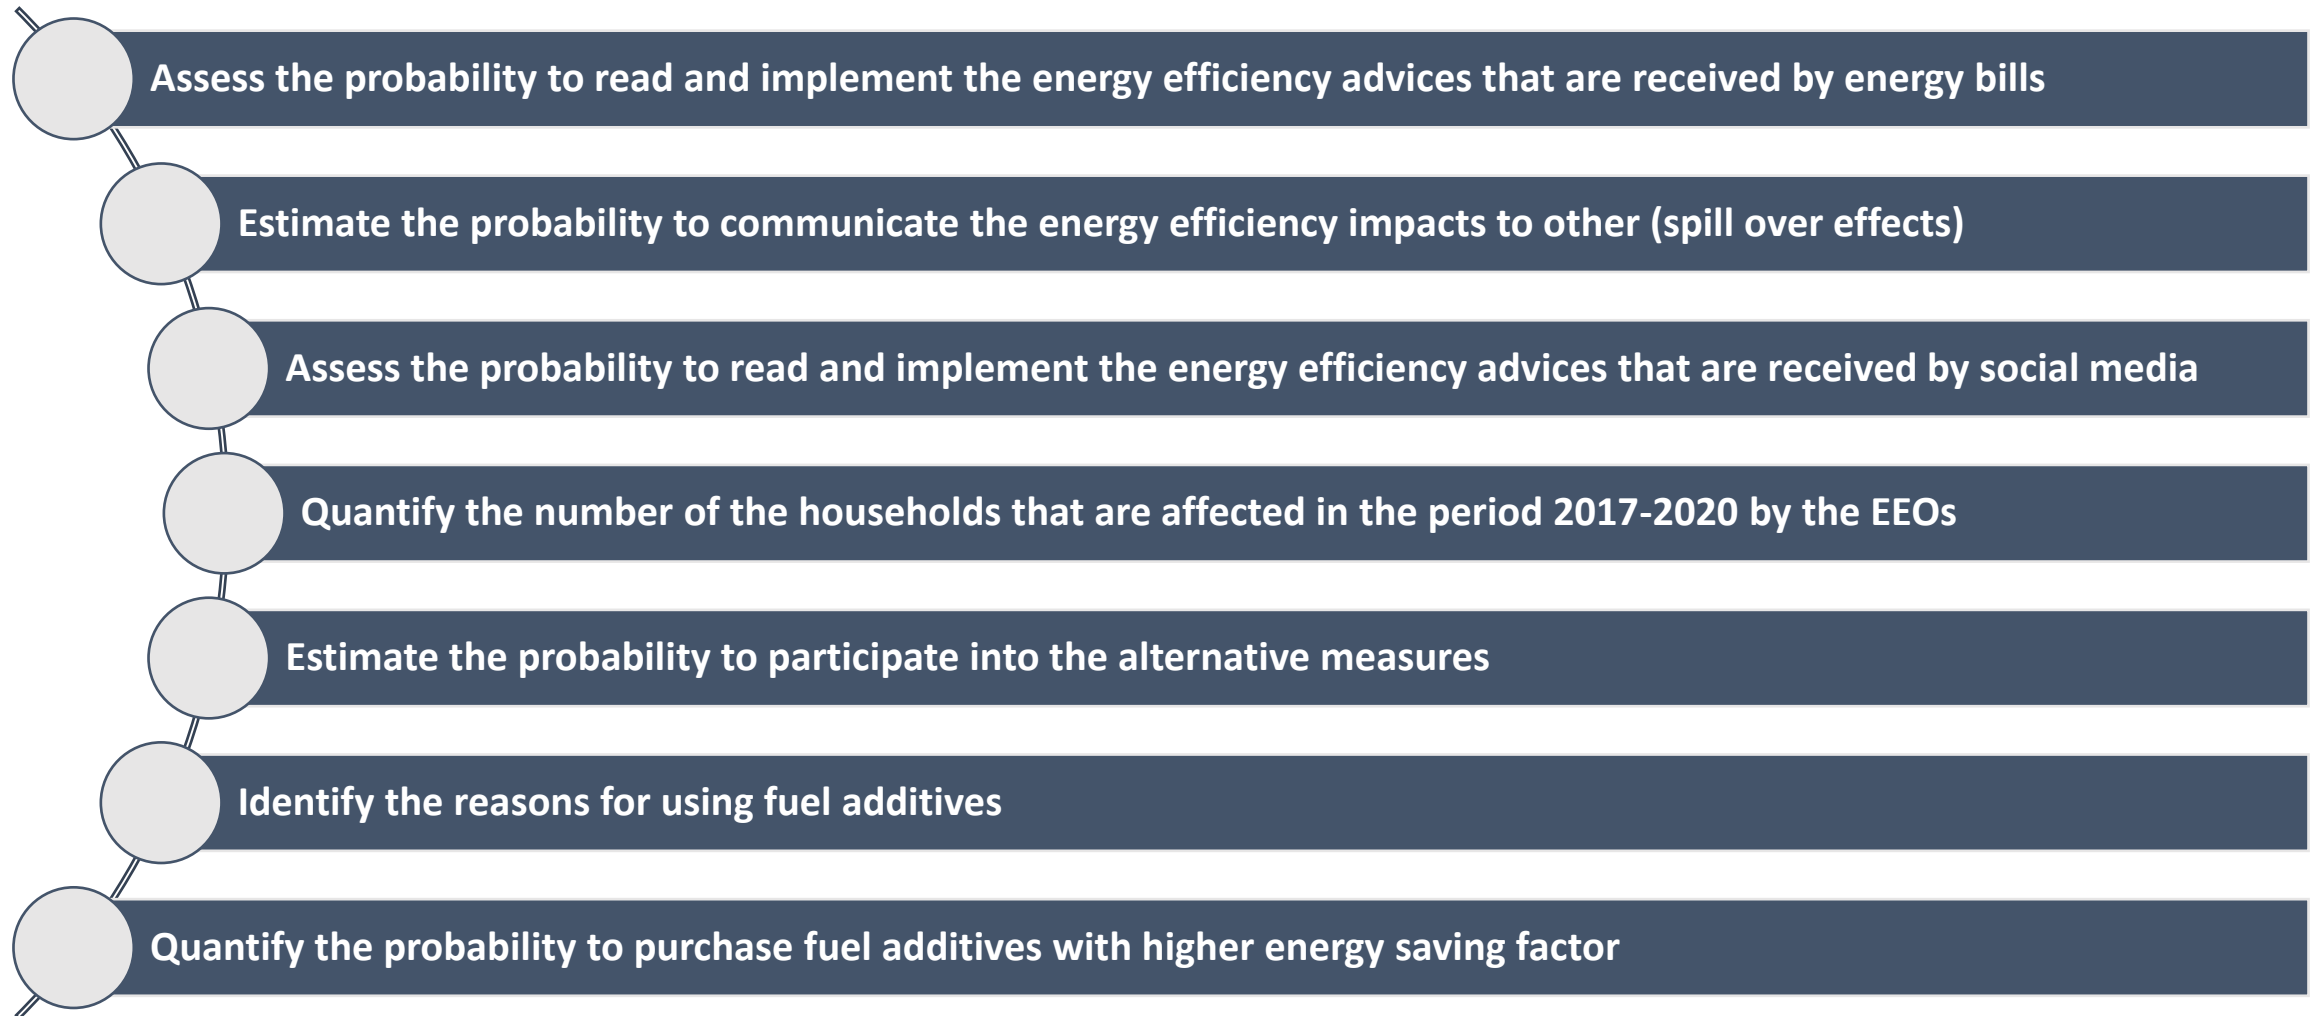 Assess the probability to read and implement the energy efficiency advices that are received by energy bills
Estimate the probability to communicate the energy efficiency impacts to other (spill over effects)
Assess the probability to read and implement the energy efficiency advices that are received by social media
Quantify the number of the households that are affected in the period 2017-2020 by the EEOs
Estimate the probability to participate into the alternative measures
Identify the reasons for using fuel additives
Quantify the probability to purchase fuel additives with higher energy saving factor